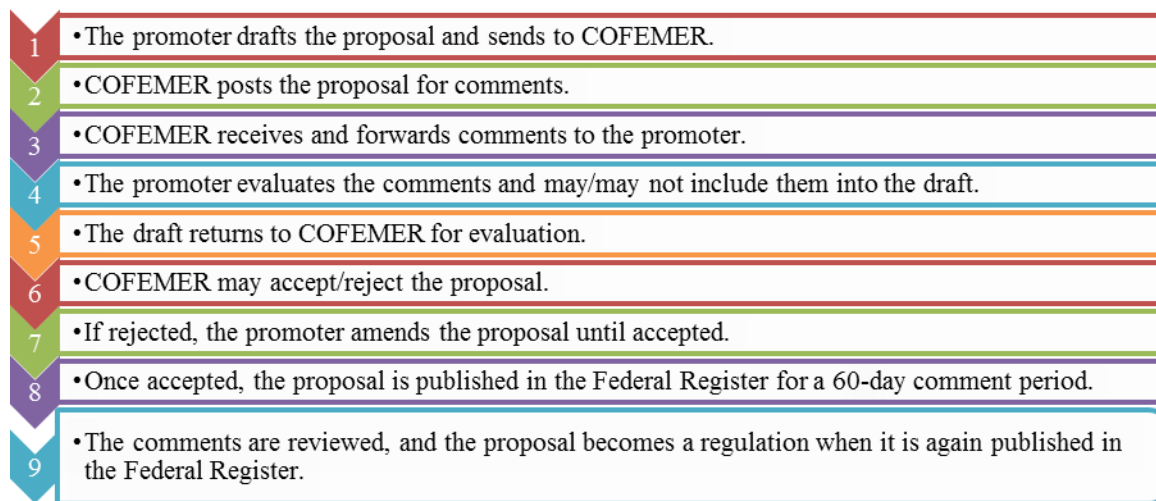 1
•The promoter drafts the proposal and sends to COFEMER.
2
•COFEMER posts the proposal for comments.
3
•COFEMER receives and forwards comments to the promoter.
4
•The promoter evaluates the comments and may/may not include them into the draft.
5
•The draft returns to COFEMER for evaluation.
6
•COFEMER may accept/reject the proposal.
7
•If rejected, the promoter amends the proposal until accepted.
8
•Once accepted, the proposal is published in the Federal Register for a 60-day comment period.
9
•The comments are reviewed, and the proposal becomes a regulation when it is again published in
the Federal Register.